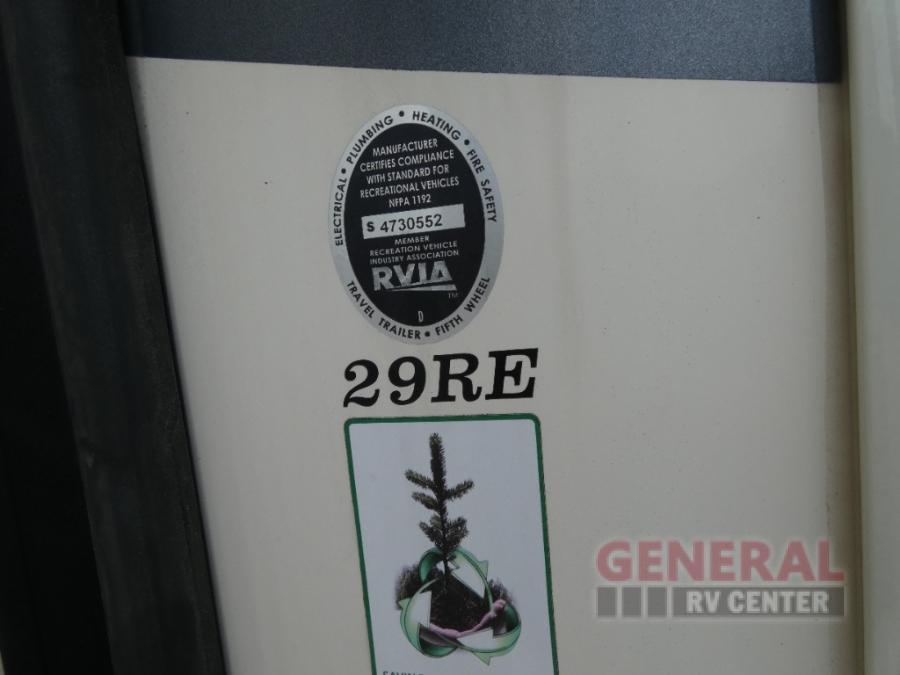 ELECTRICAL • PLUMBING • HEATING • FIRE SAFETY
MANUFACTURER
CERTIFIES COMPLIANCE
WITH STANDARD FOR
RECREATIONAL VEHICLES
NFPA 1192
S 4730552
MEMBER
RECREATION VEHICLE
INDUSTRY ASSOCIATION
RVIA
TM
D
TRAVEL TRAILER • FIFTH WHEEL
29RE
GENERAL
RV CENTER